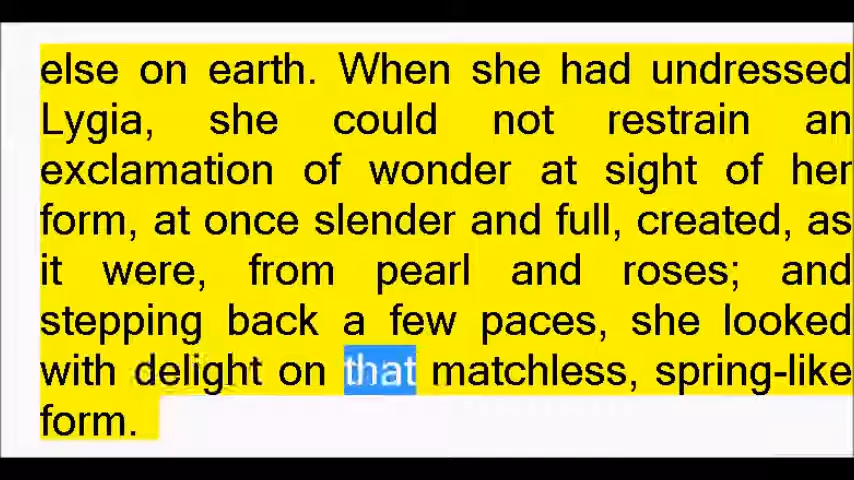 else on earth. When she had undressed
Lygia, she could not restrain an
exclamation of wonder at sight of her
form, at once slender and full, created, as
it were, from pearl and roses; and
stepping back a few paces, she looked
with delight on that matchless, spring-like
form.